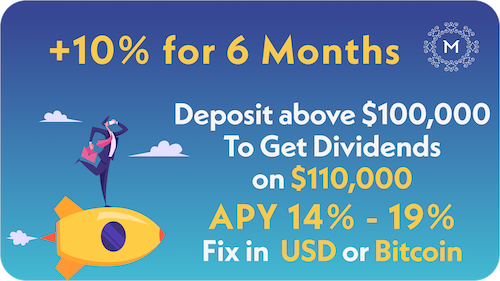 +10% for 6 Months
M
Deposit above $100,000
To Get Dividends
on $110,000
APY 14% - 19%
Fix in USD or Bitcoin